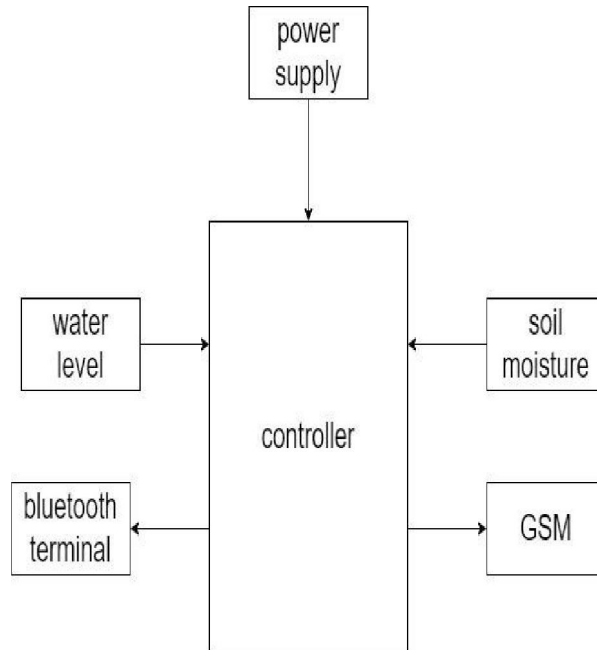 power
supply
water
level
soil
moisture
controller
bluetooth
terminal
GSM